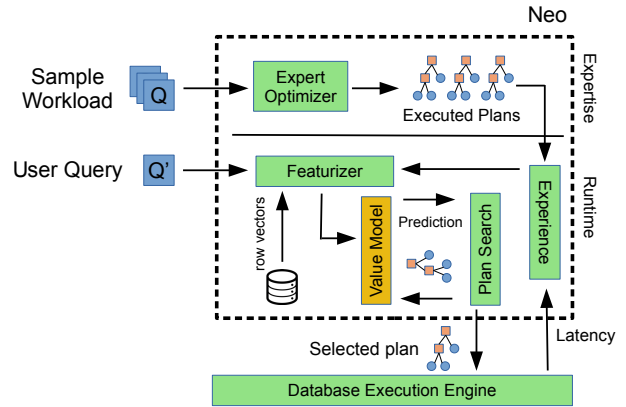 Neo
Sample
Workload
Q
Expert
Optimizer
Executed Plans
Expertise
User Query
Q'
Featurizer
row vectors
Value Model
Prediction
Plan Search
Experience
Runtime
Selected plan
Latency
Database Execution Engine